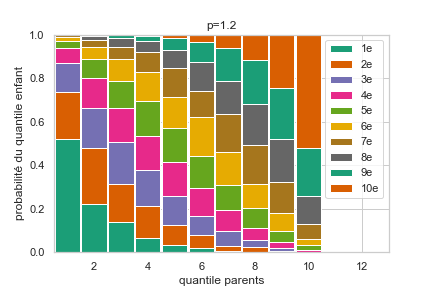 p=1.2
probabilité du quantile enfant
1.0
0.8
0.6
0.4
0.2
0.0
1e
2e
3e
4e
5e
6e
7e
8e
9e
10e
2
4
6
8
10
12
quantile parents